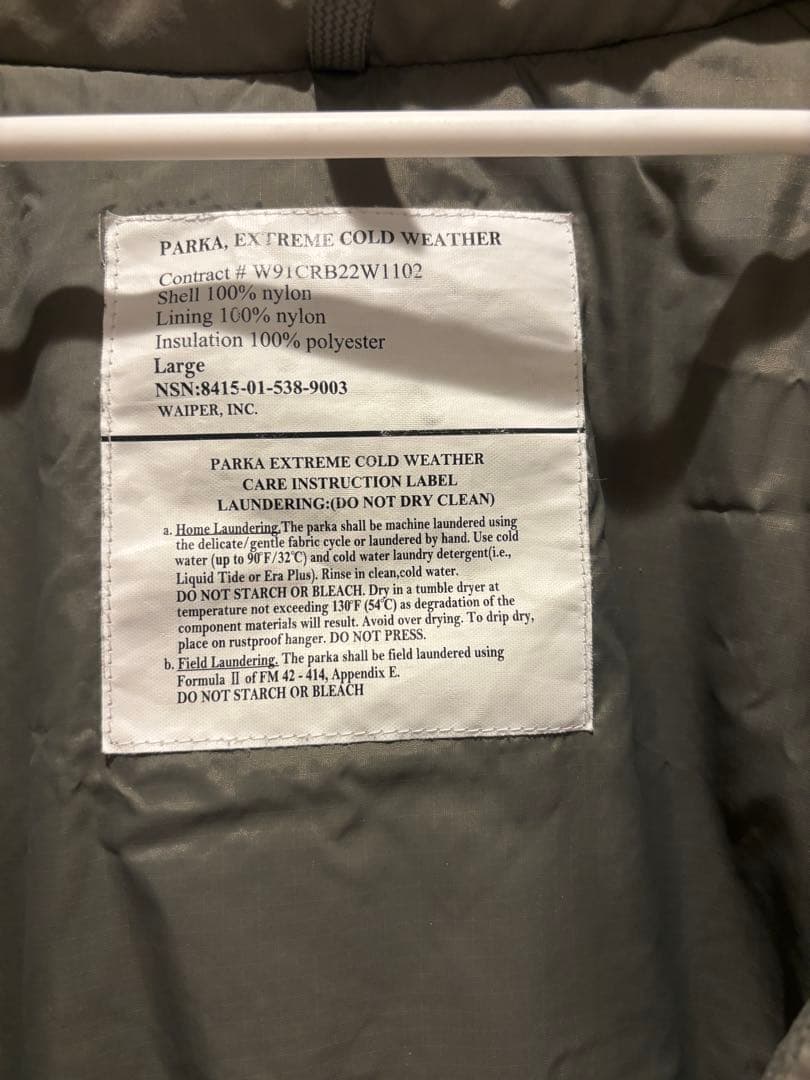 PARKA, EXTREME COLD WEATHER
Contract # W91CRB22W1102
Shell 100% nylon
Lining 100% nylon
Insulation 100% polyester
Large
NSN:8415-01-538-9003
WAIPER, INC.
PARKA EXTREME COLD WEATHER
CARE INSTRUCTION LABEL
LAUNDERING:(DO NOT DRY CLEAN)
a. Home Laundering.The parka shall be machine laundered using
the delicate/gentle fabric cycle or laundered by hand. Use cold
water (up to 90°F/32°C) and cold water laundry detergent(i.e.,
Liquid Tide or Era Plus). Rinse in clean,cold water.
DO NOT STARCH OR BLEACH. Dry in a tumble dryer at
temperature not exceeding 130°F (54°C) as degradation of the
component materials will result. Avoid over drying. To drip dry,
place on rustproof hanger. DO NOT PRESS.
b. Field Laundering. The parka shall be field laundered using
Formula II of FM 42 - 414, Appendix E.
DO NOT STARCH OR BLEACH